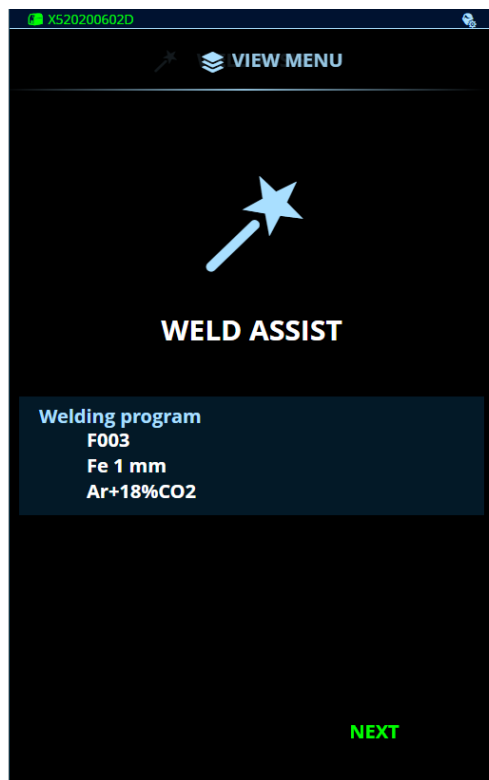 X520200602D
VIEW MENU
WELD ASSIST
Welding program
F003
Fe 1 mm
Ar+18%CO2
NEXT